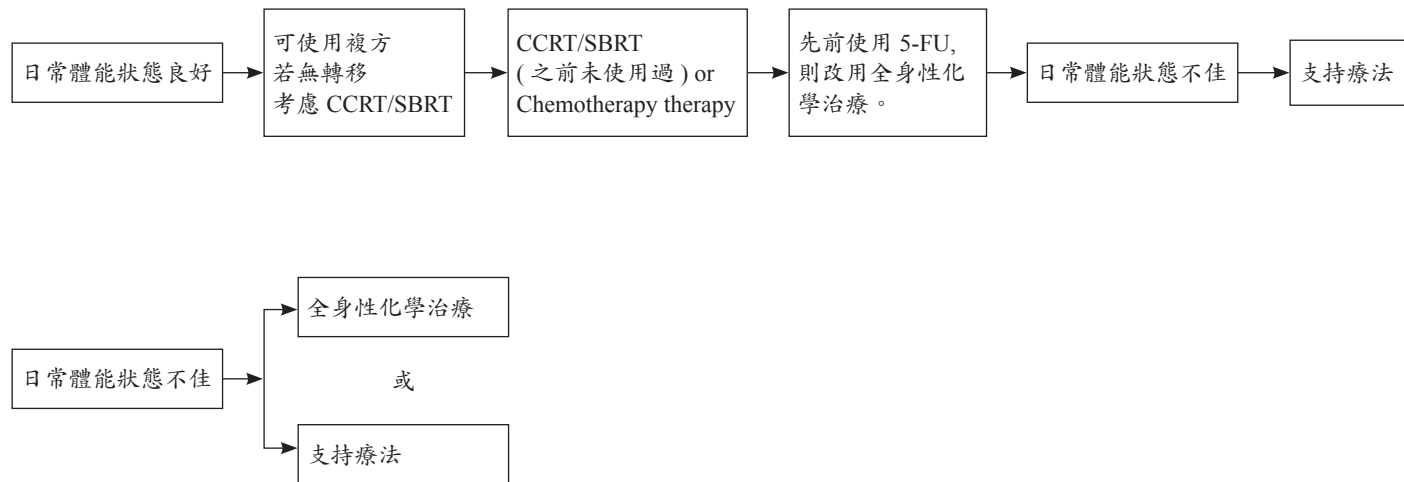 日常體能狀態良好
可使用複方
若無轉移
考慮 CCRT/SBRT
CCRT/SBRT
( 之前未使用過 ) or
Chemotherapy therapy
先前使用 5-FU,
則改用全身性化
學治療。
日常體能狀態不佳
支持療法
日常體能狀態不佳
全身性化學治療
或
支持療法